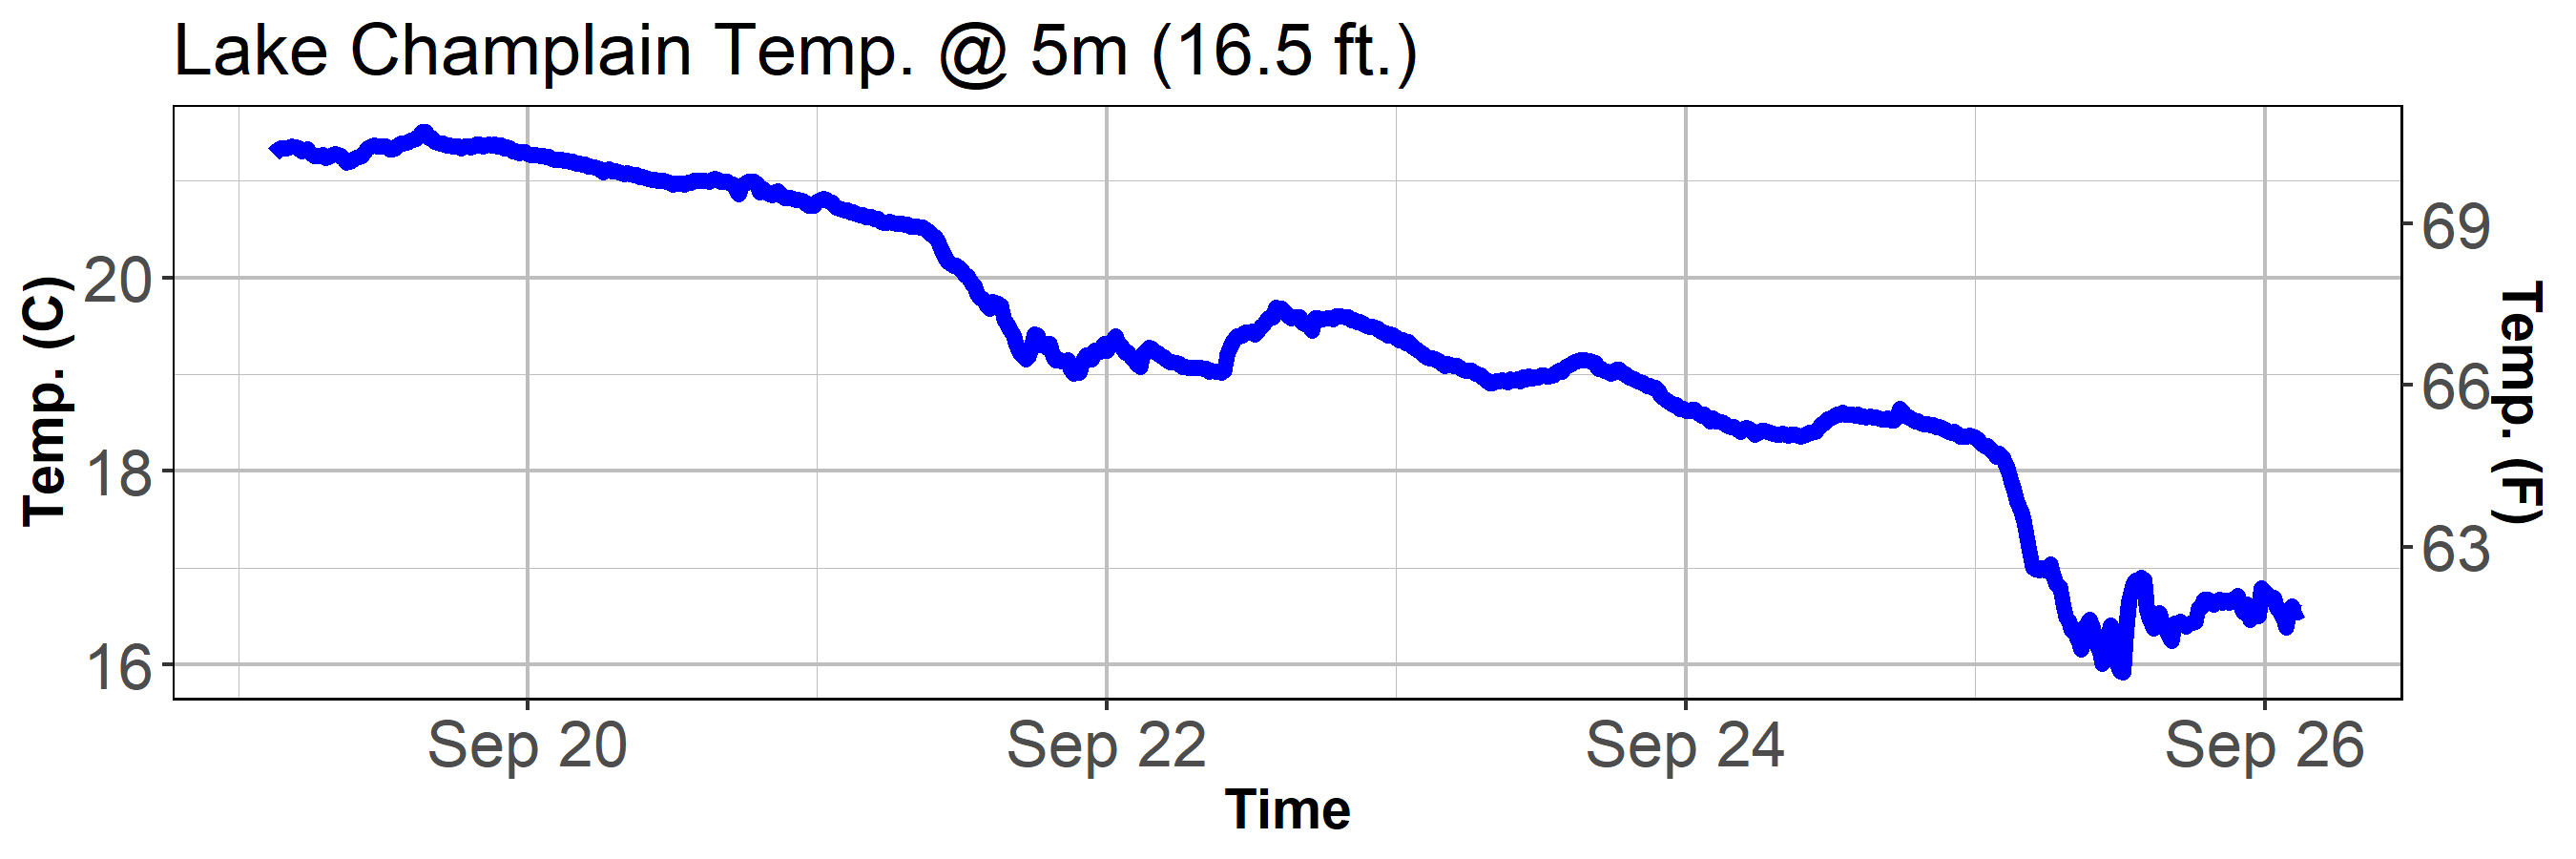 Lake Champlain Temp. @ 5m (16.5 ft.)
Temp. (C)
20
18
16
69
66
63
Temp. (F)
Sep 20 Sep 22 Sep 24 Sep 26
Time